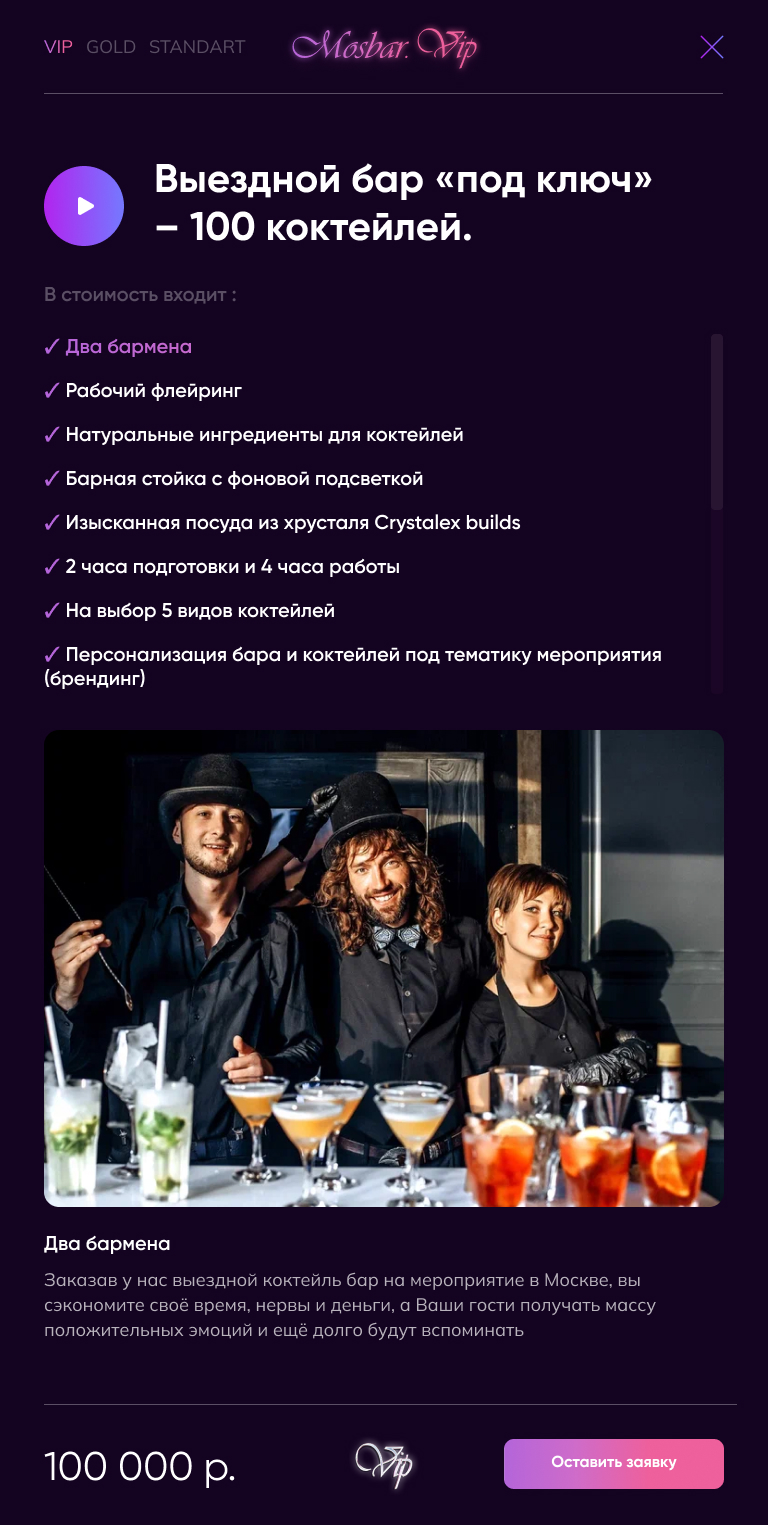 VIP GOLD STANDART Mosbar. Vip
Выездной бар «под ключ»
– 100 коктейлей.
В стоимость входит :
✓ Два бармена
✓ Рабочий флейринг
✓ Натуральные ингредиенты для коктейлей
✓ Барная стойка с фоновой подсветкой
✓ Изысканная посуда из хрусталя Crystalex builds
✓ 2 часа подготовки и 4 часа работы
✓ На выбор 5 видов коктейлей
✓ Персонализация бара и коктейлей под тематику мероприятия
(брендинг)
Два бармена
Заказав у нас выездной коктейль бар на мероприятие в Москве, вы
сэкономите своё время, нервы и деньги, а Ваши гости получать массу
положительных эмоций и ещё долго будут вспоминать
100 000 р. Vip Оставить заявку